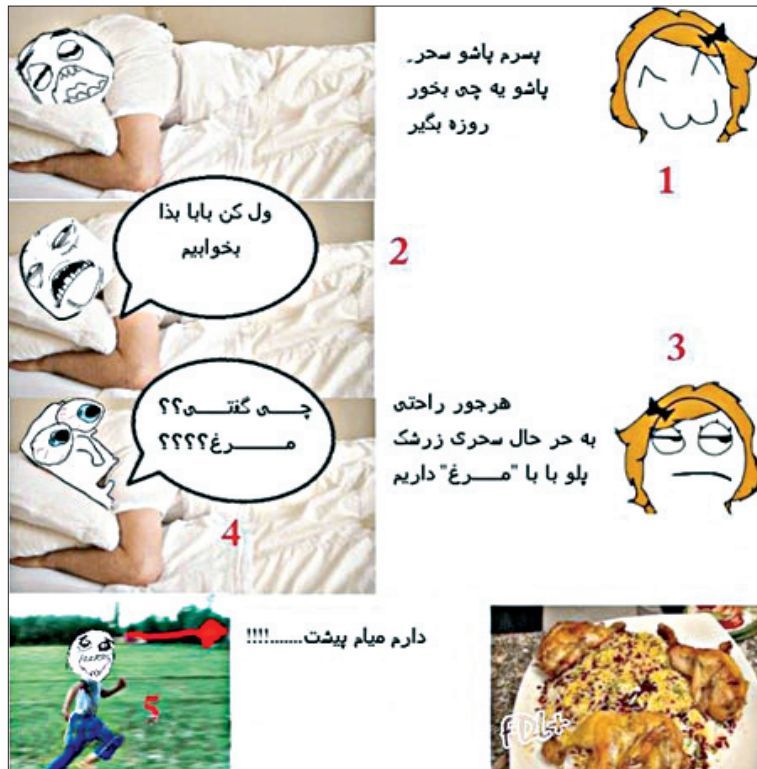 پسرم پاشو سحر
پاشو یه چی بخور
روزه بگیر
1
ول کن بابا بذا
بخوابیم
2
3
هرجور راحتی
به حر حال سحری زرشک
پلو با با "مـــرغ" داریم
چـــی گفتـــی؟؟
مــــــرغ؟؟؟؟
4
دارم میام پیشت.......!!!!
5